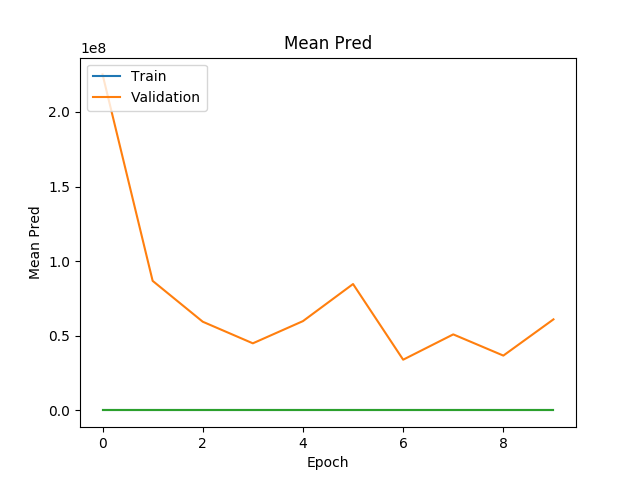 Mean Pred
1e8
Train
Validation
2.0
1.5
1.0
0.5
0.0
Mean Pred
0 2 4 6 8
Epoch